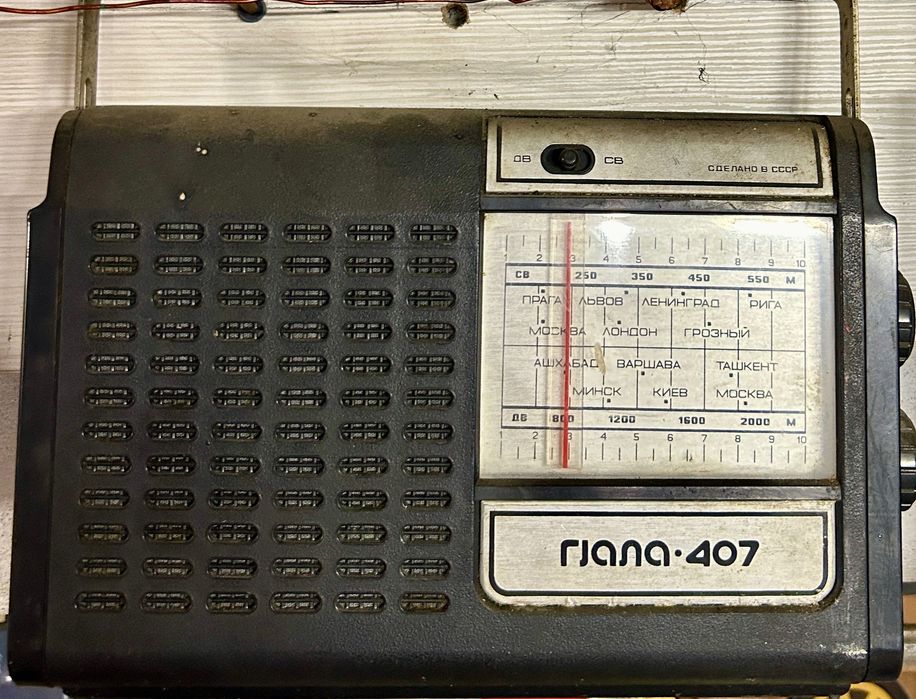 ДВ СВ СДЕЛАНО В СССР
2 3 4 5 6 7 8 9 10
СВ 250 350 450 550 М
ПРАГА ЛЬВОВ ЛЕНИНГРАД РИГА
МОСКВА ЛОНДОН ГРОЗНЫЙ
АШХАБАД ВАРШАВА ТАШКЕНТ
МИНСК КИЕВ МОСКВА
ДВ 800 1200 1600 2000 М
1 2 3 4 5 6 7 8 9 10
гиала·407